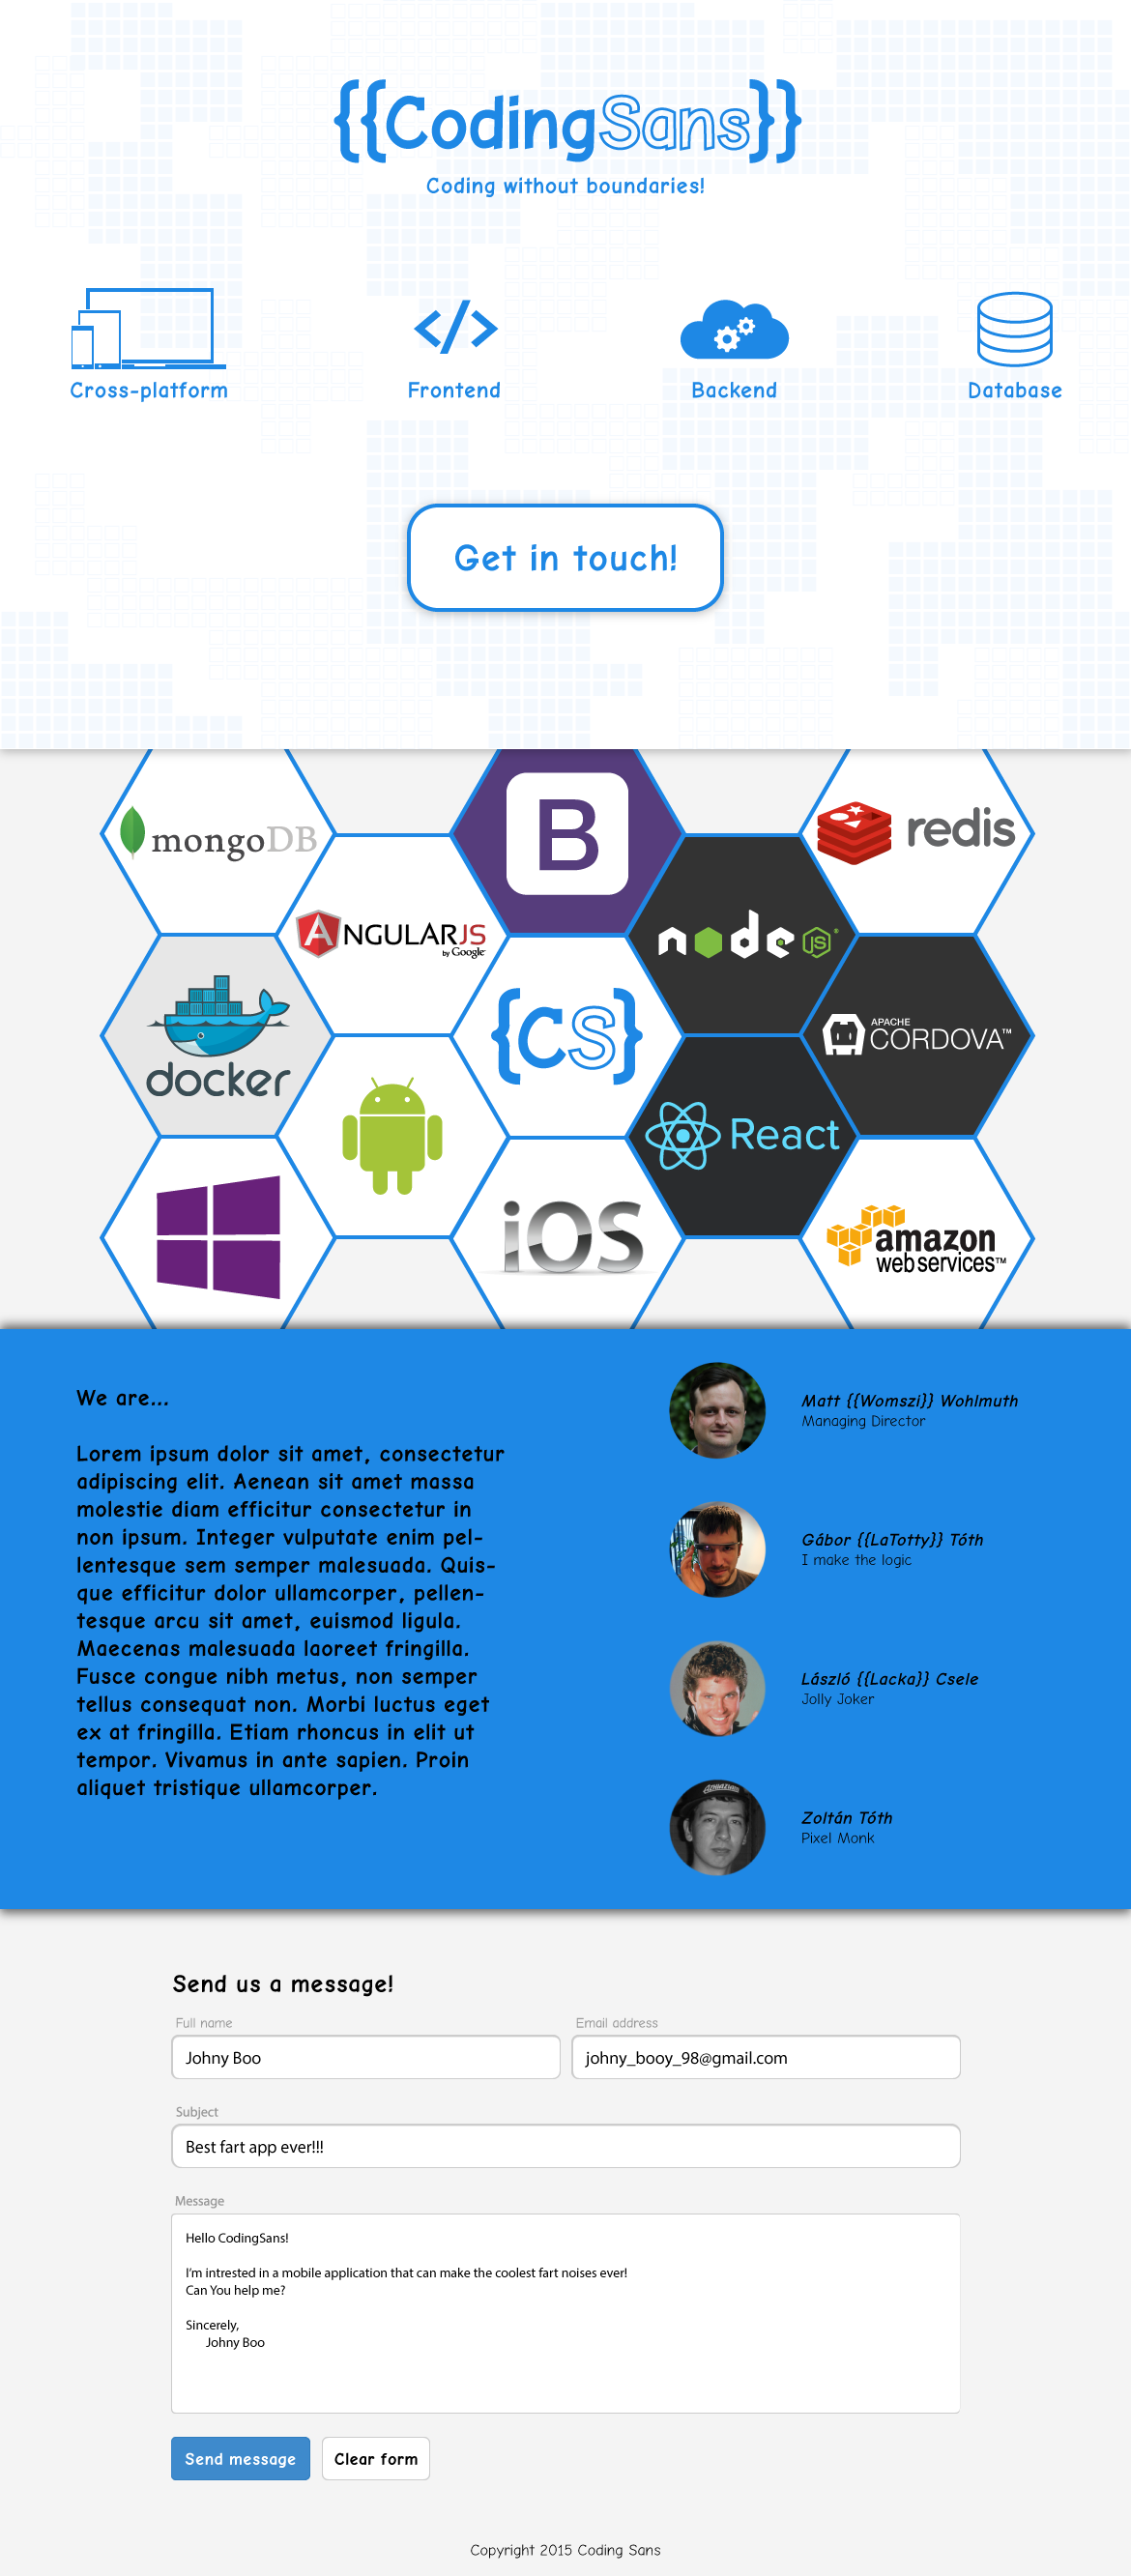 {{CodingSans}}
Coding without boundaries!
Cross-platform
Frontend
Backend
Database
Get in touch!
mongoDB
B
redis
ANGULARJS
by Google
node
JS
docker
{CS}
APACHE
CORDOVA™
React
iOS
amazon
web services™
We are...
Lorem ipsum dolor sit amet, consectetur
adipiscing elit. Aenean sit amet massa
molestie diam efficitur consectetur in
non ipsum. Integer vulputate enim pel-
lentesque sem semper malesuada. Quis-
que efficitur dolor ullamcorper, pellen-
tesque arcu sit amet, euismod ligula.
Maecenas malesuada laoreet fringilla.
Fusce congue nibh metus, non semper
tellus consequat non. Morbi luctus eget
ex at fringilla. Etiam rhoncus in elit ut
tempor. Vivamus in ante sapien. Proin
aliquet tristique ullamcorper.
Matt {{Womszi}} Wohlmuth
Managing Director
Gábor {{LaTotty}} Tóth
I make the logic
László {{Lacka}} Csele
Jolly Joker
Zoltán Tóth
Pixel Monk
Send us a message!
Full name
Email address
Johny Boo
johny_booy_98@gmail.com
Subject
Best fart app ever!!!
Message
Hello CodingSans!
I'm intrested in a mobile application that can make the coolest fart noises ever!
Can You help me?
Sincerely,
Johny Boo
Send message
Clear form
Copyright 2015 Coding Sans